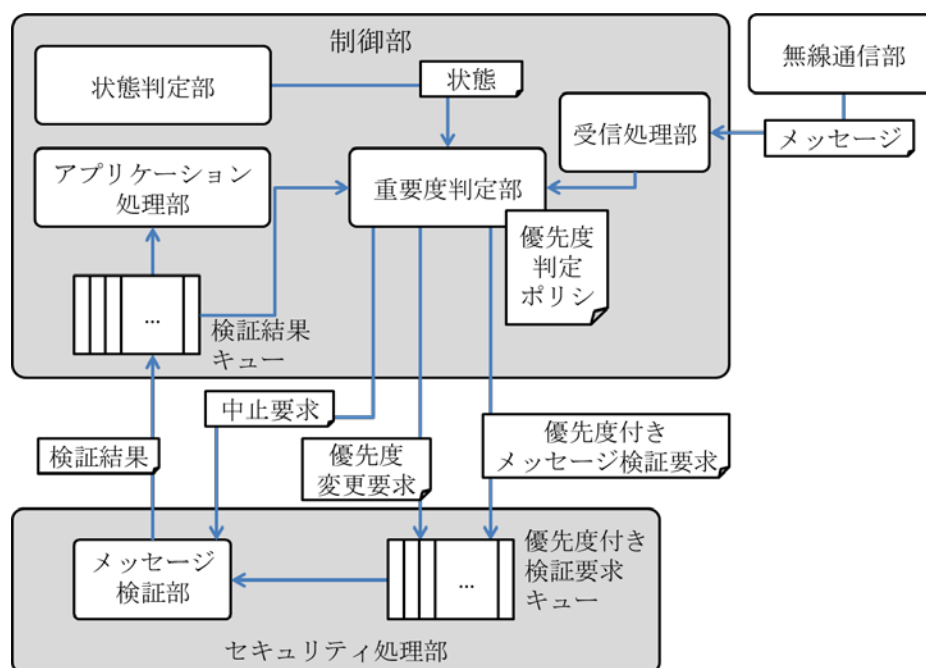 制御部
無線通信部
状態判定部
状態
受信処理部
メッセージ
アプリケーション
処理部
重要度判定部
優先度
判定
ポリシ
...
検証結果
キュー
中止要求
検証結果
優先度
変更要求
優先度付き
メッセージ検証要求
メッセージ
検証部
...
優先度付き
検証要求
キュー
セキュリティ処理部